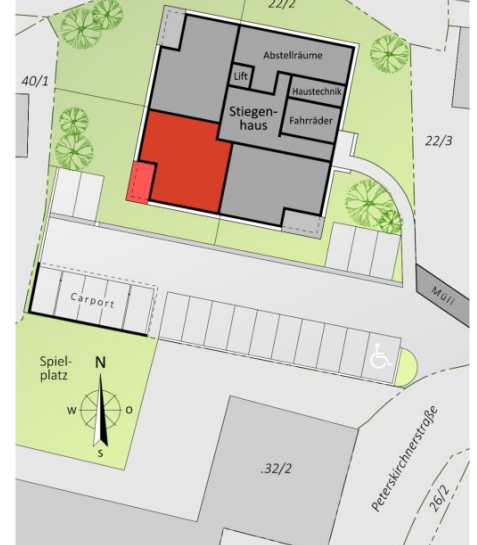 22/2
Abstellräume
40/1
Lift
Haustechnik
Stiegen-
haus
Fahrräder
22/3
Müll
Carport
Spiel-
platz
N
W
O
S
.32/2
Peterskirchnerstraße
26/2